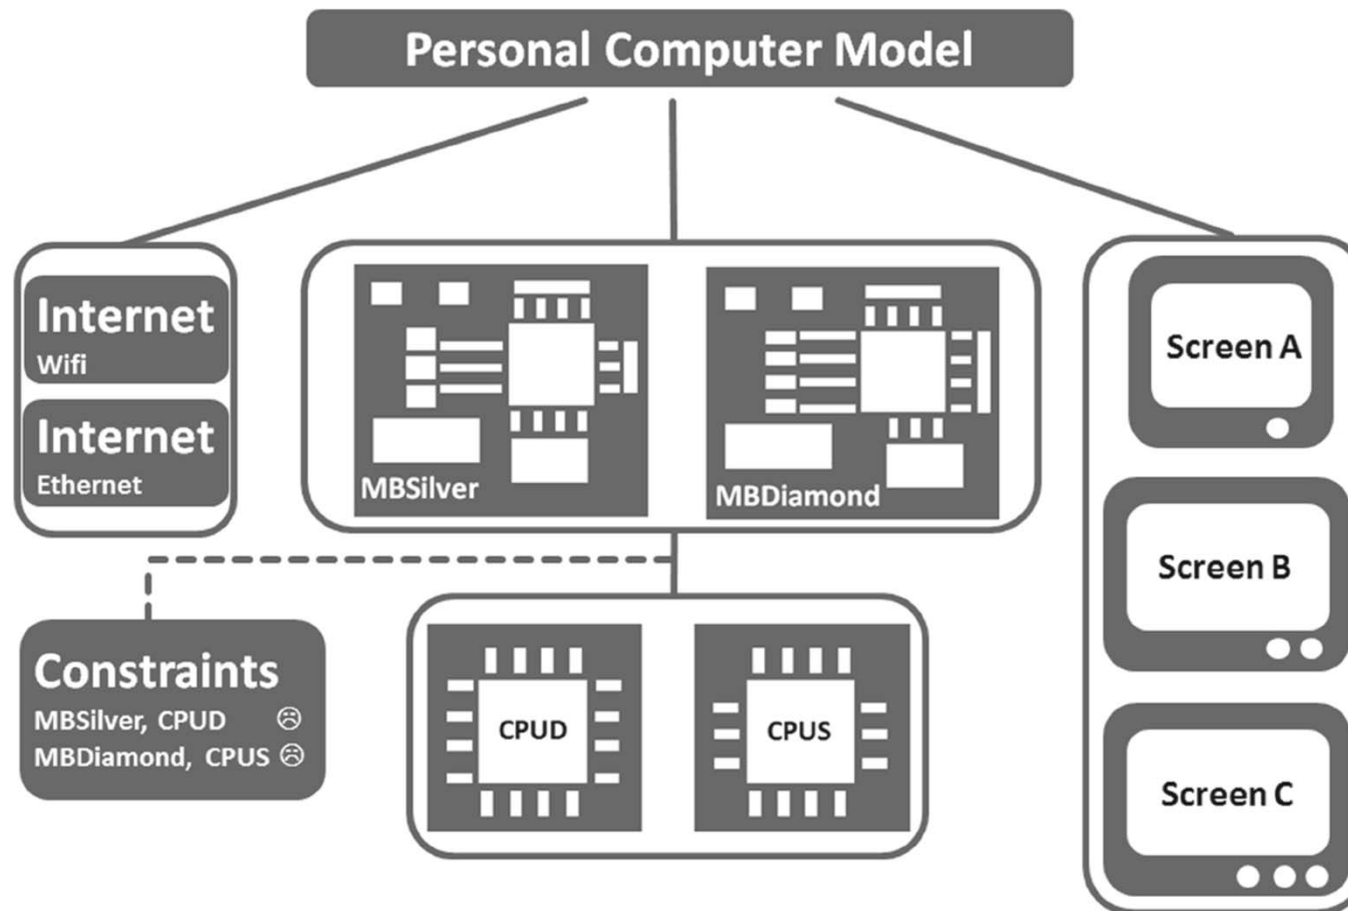 Personal Computer Model
Internet
Wifi
Internet
Ethernet
MBSilver
MBDiamond
Screen A
Screen B
Screen C
Constraints
MBSilver, CPUD ☹
MBDiamond, CPUS ☹
CPUD
CPUS